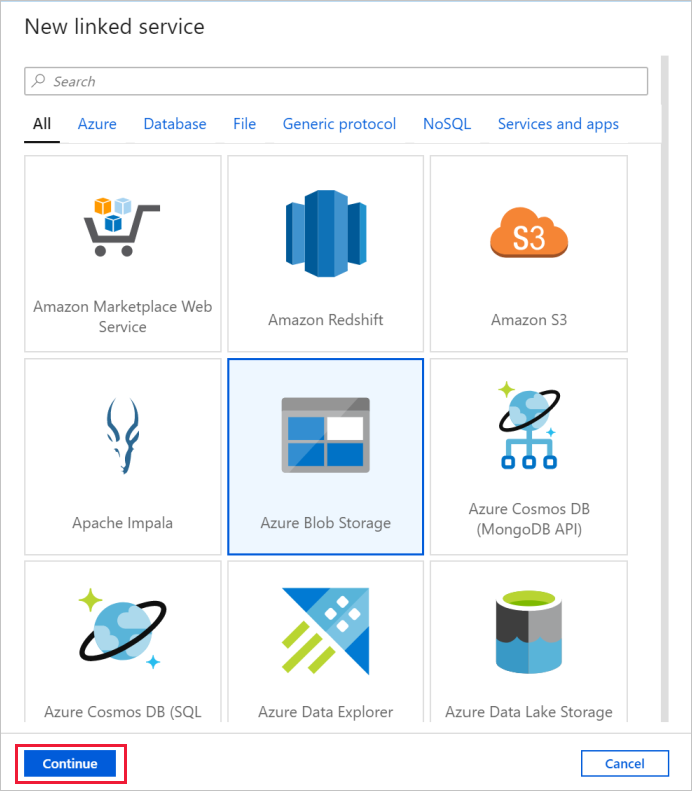 New linked service
Search
All Azure Database File Generic protocol NoSQL Services and apps
S3
Amazon Marketplace Web
Service
Amazon Redshift
Amazon S3
Apache Impala
Azure Blob Storage
Azure Cosmos DB
(MongoDB API)
Azure Cosmos DB (SQL
Azure Data Explorer
Azure Data Lake Storage
Continue
Cancel